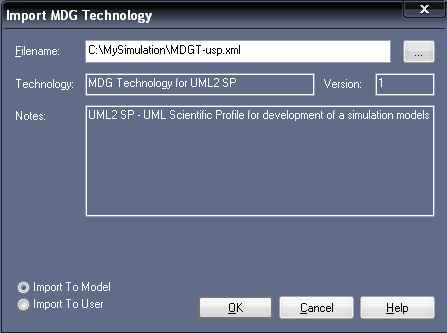 Import MDG Technology
X
Filename: C:\MySimulation\MDGT-usp.xml ...
Technology: MDG Technology for UML2 SP Version: 1
Notes: UML2 SP - UML Scientific Profile for development of a simulation models
Import To Model
Import To User
OK Cancel Help